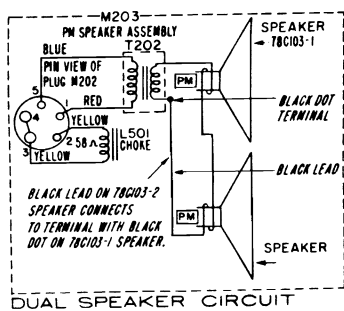 M203
PM SPEAKER ASSEMBLY
T202
SPEAKER
78C103-1
BLUE
PIN VIEW OF
PLUG M202
PM
5
1
RED
BLACK DOT
TERMINAL
4
YELLOW
2
L501
CHOKE
58Ω
3
YELLOW
BLACK LEAD
BLACK LEAD ON 78C103-2
SPEAKER CONNECTS
TO TERMINAL WITH BLACK
DOT ON 78C103-1 SPEAKER.
PM
SPEAKER
DUAL SPEAKER CIRCUIT